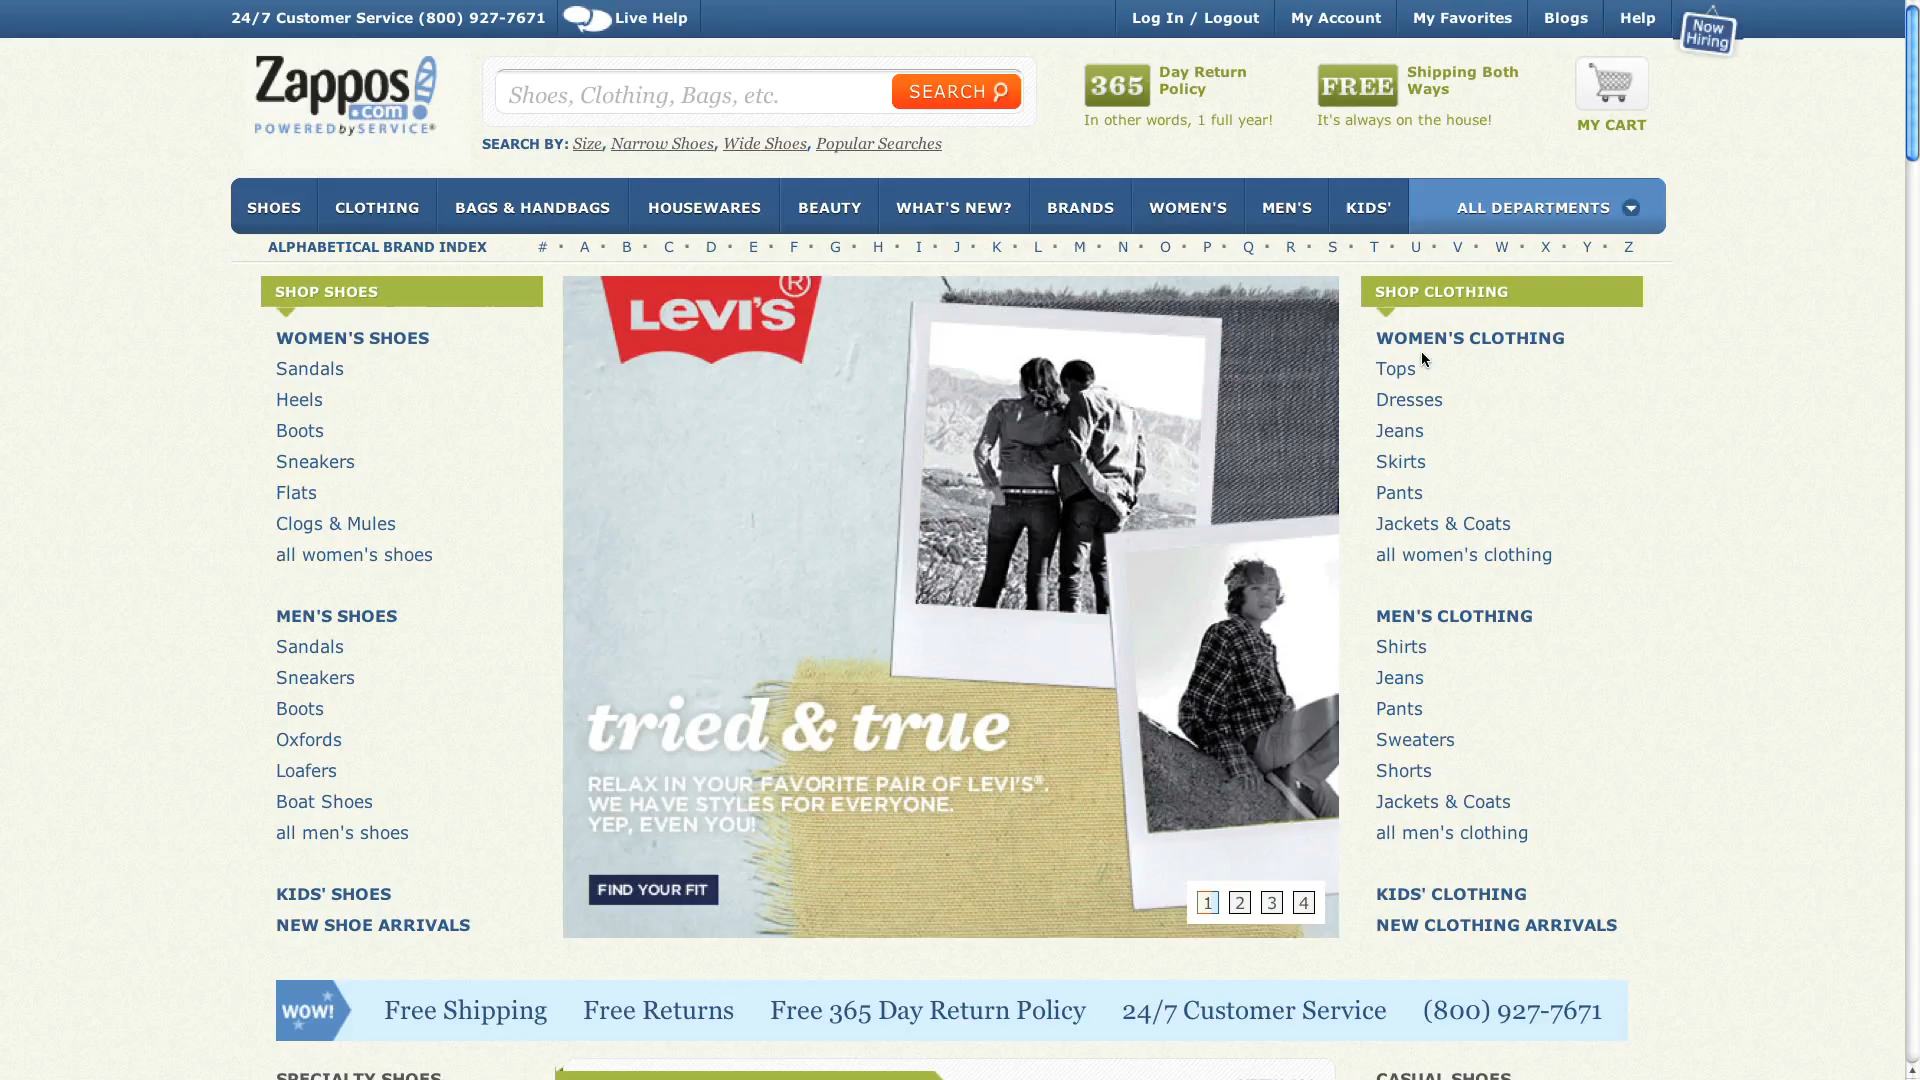 24/7 Customer Service (800) 927-7671 Live Help Log In / Logout My Account My Favorites Blogs Help Now Hiring
Zappos.com
POWERED by SERVICE®
Shoes, Clothing, Bags, etc. SEARCH
SEARCH BY: Size, Narrow Shoes, Wide Shoes, Popular Searches
365 Day Return Policy
In other words, 1 full year!
FREE Shipping Both Ways
It's always on the house!
MY CART
SHOES CLOTHING BAGS & HANDBAGS HOUSEWARES BEAUTY WHAT'S NEW? BRANDS WOMEN'S MEN'S KIDS' ALL DEPARTMENTS
ALPHABETICAL BRAND INDEX # · A · B · C · D · E · F · G · H · I · J · K · L · M · N · O · P · Q · R · S · T · U · V · W · X · Y · Z
SHOP SHOES
WOMEN'S SHOES
Sandals
Heels
Boots
Sneakers
Flats
Clogs & Mules
all women's shoes
MEN'S SHOES
Sandals
Sneakers
Boots
Oxfords
Loafers
Boat Shoes
all men's shoes
KIDS' SHOES
NEW SHOE ARRIVALS
LEVI'S®
tried & true
RELAX IN YOUR FAVORITE PAIR OF LEVI'S®.
WE HAVE STYLES FOR EVERYONE.
YEP, EVEN YOU!
FIND YOUR FIT
1 2 3 4
SHOP CLOTHING
WOMEN'S CLOTHING
Tops
Dresses
Jeans
Skirts
Pants
Jackets & Coats
all women's clothing
MEN'S CLOTHING
Shirts
Jeans
Pants
Sweaters
Shorts
Jackets & Coats
all men's clothing
KIDS' CLOTHING
NEW CLOTHING ARRIVALS
WOW! Free Shipping Free Returns Free 365 Day Return Policy 24/7 Customer Service (800) 927-7671
SPECIALTY SHOES
CASUAL SHOES